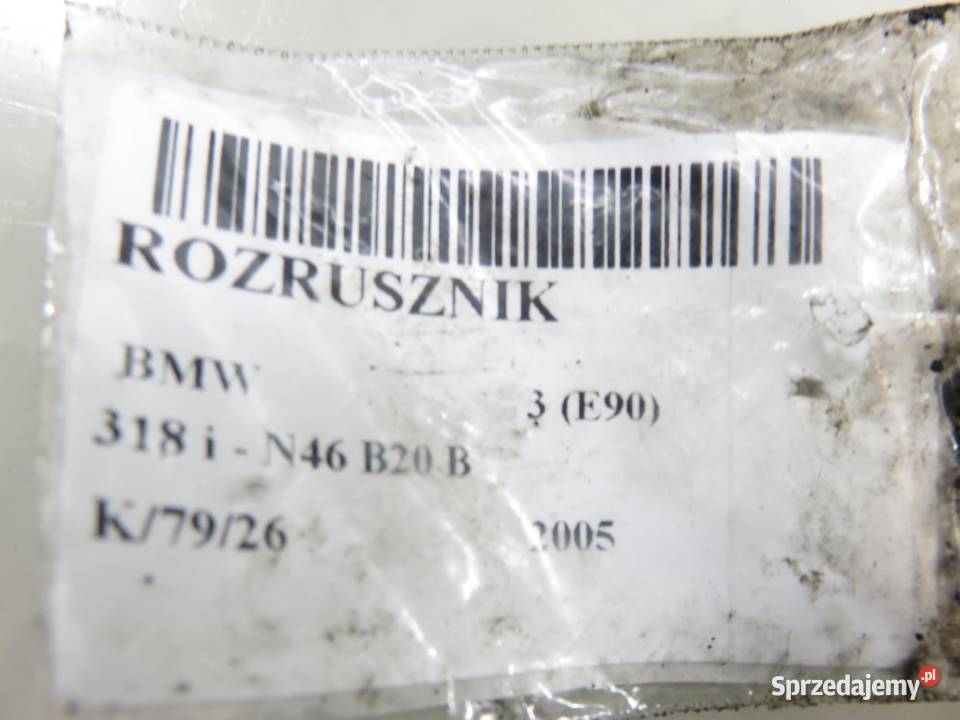 ROZRUSZNIK
BMW 3 (E90)
318 i - N46 B20 B
K/79/26 2005
Sprzedajemy.pl